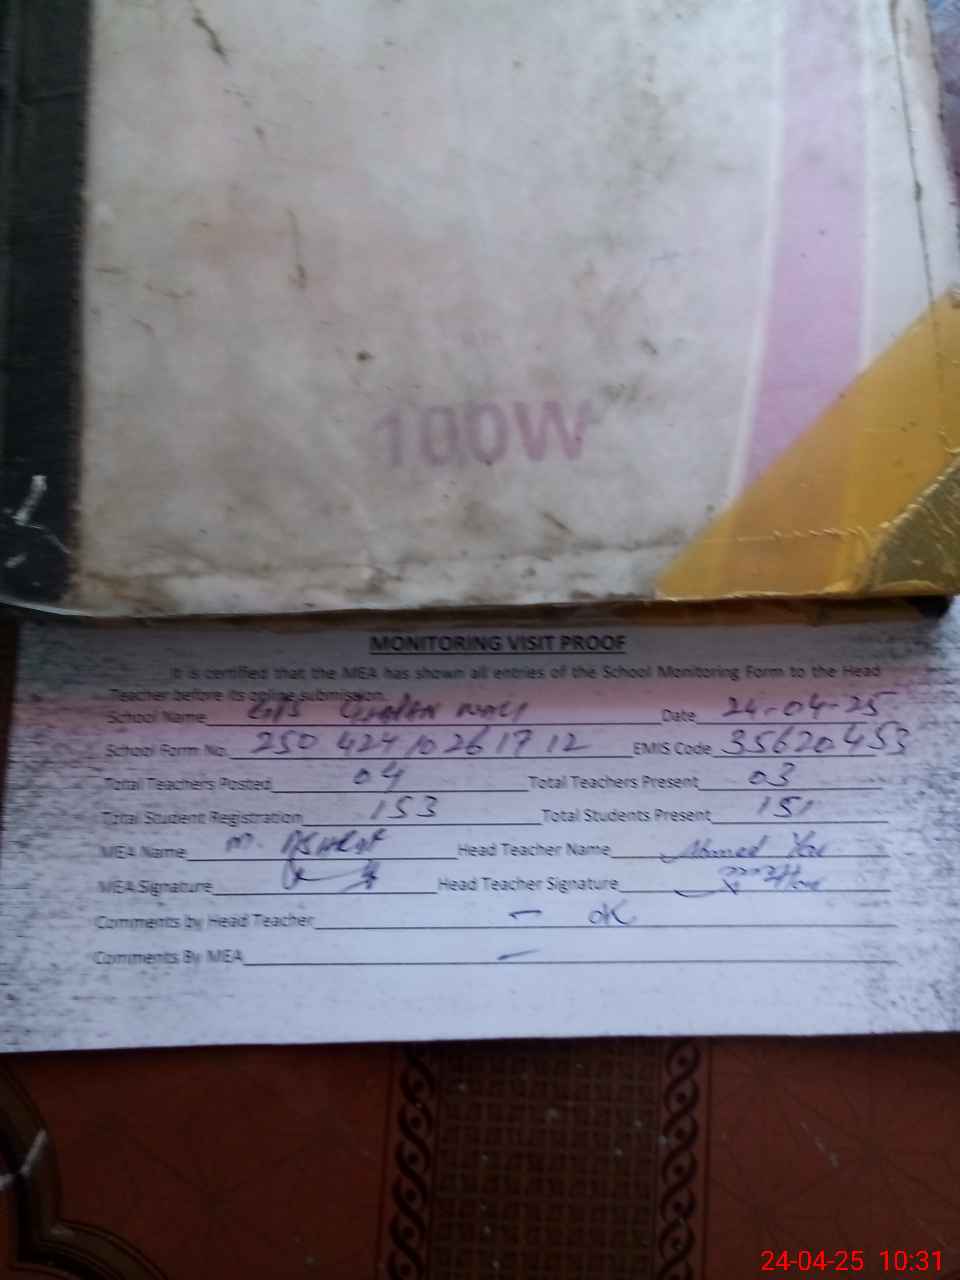 100W
MONITORING VISIT PROOF
It is certified that the MEA has shown all entries of the School Monitoring Form to the Head
Teacher before its online submission.
School Name GPS Date 24-04-25
School Form No. 250 424 10 26 17 12 EMIS Code 35620453
Total Teachers Posted 04 Total Teachers Present 03
Total Student Registration 153 Total Students Present 151
MEA Name M. Ashraf Head Teacher Name Ahmed Yar
MEA Signature Head Teacher Signature
Comments by Head Teacher – OK
Comments By MEA –
24-04-25 10:31